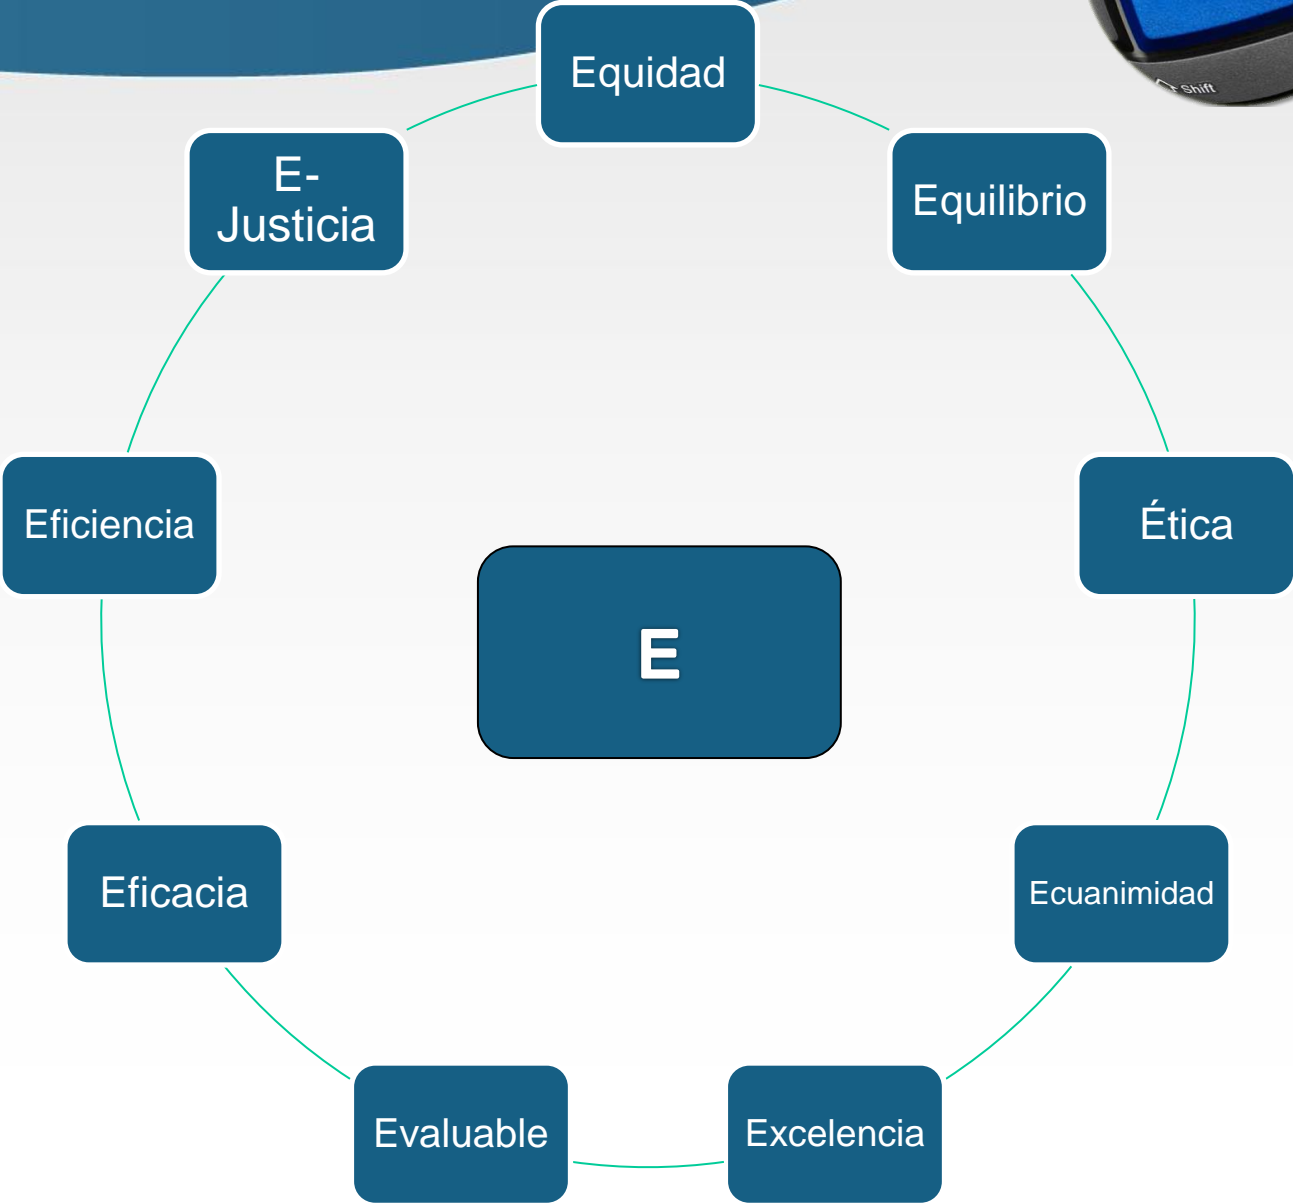 Equidad
Shift
E-
Justicia
Equilibrio
Eficiencia
Ética
E
Eficacia
Ecuanimidad
Evaluable
Excelencia